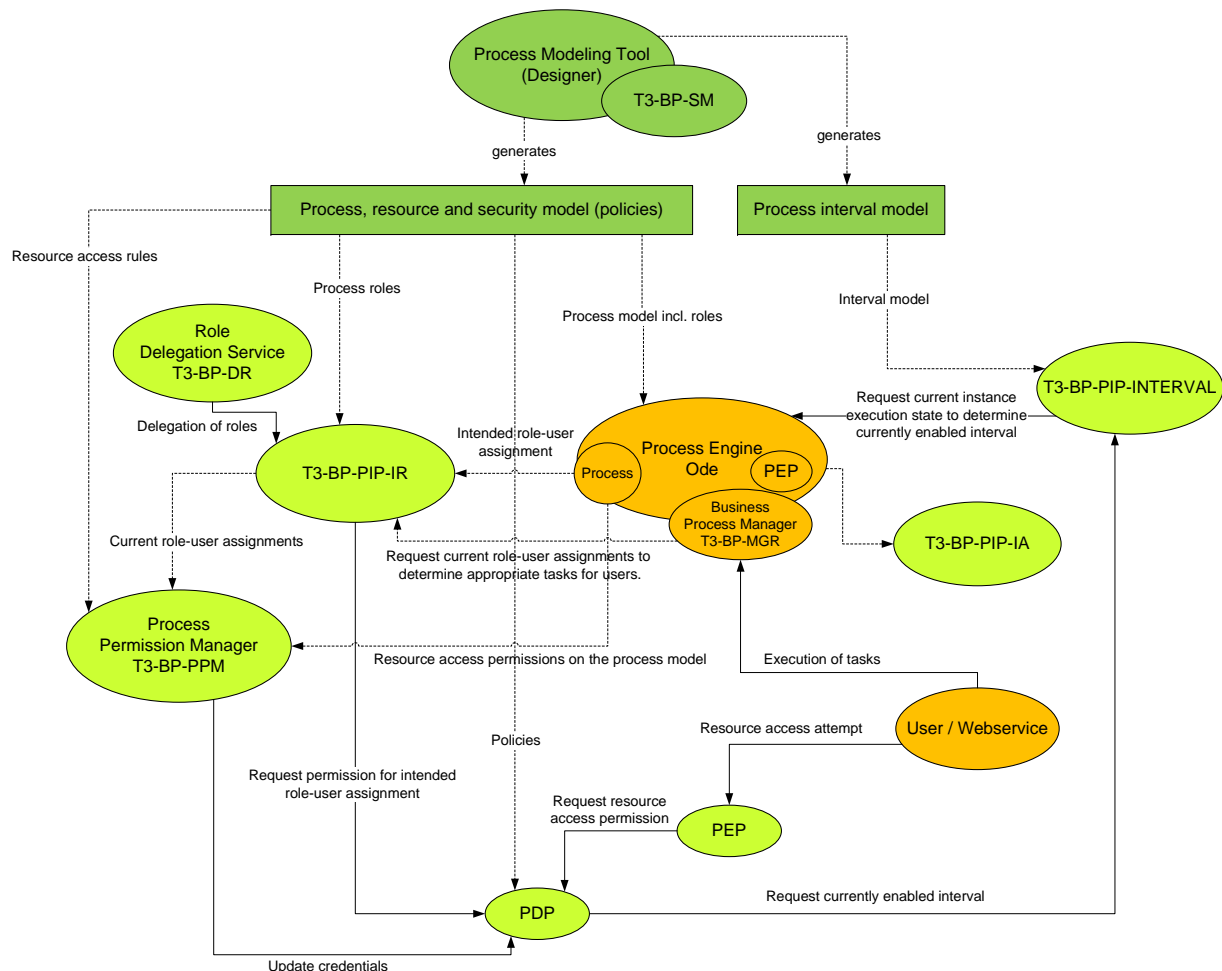 Process Modeling Tool
(Designer)
T3-BP-SM
generates
generates
Process, resource and security model (policies)
Process interval model
Resource access rules
Process roles
Interval model
Process model incl. roles
Role
Delegation Service
T3-BP-DR
T3-BP-PIP-INTERVAL
Request current instance
execution state to determine
currently enabled interval
Delegation of roles
Intended role-user
assignment
Process Engine
Ode
T3-BP-PIP-IR
Process
PEP
Business
Process Manager
T3-BP-MGR
Current role-user assignments
T3-BP-PIP-IA
Request current role-user assignments to
determine appropriate tasks for users.
Process
Permission Manager
T3-BP-PPM
Resource access permissions on the process model
Execution of tasks
Resource access attempt
User / Webservice
Policies
Request permission for intended
role-user assignment
Request resource
access permission
PEP
Request currently enabled interval
PDP
Update credentials